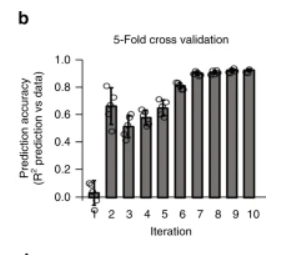 b
5-Fold cross validation
Prediction accuracy
(R² prediction vs data)
1.0
0.8
0.6
0.4
0.2
0.0
1 2 3 4 5 6 7 8 9 10
Iteration